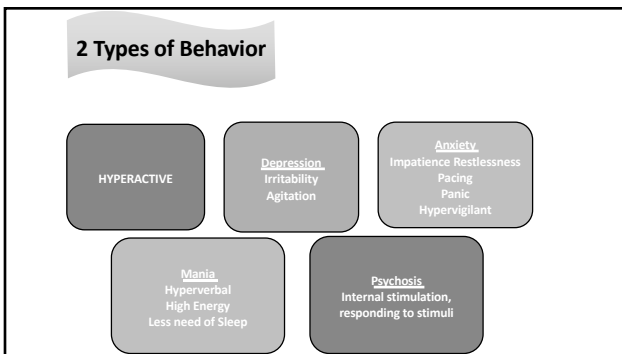 2 Types of Behavior
HYPERACTIVE
Depression
Irritability
Agitation
Anxiety
Impatience Restlessness
Pacing
Panic
Hypervigilant
Mania
Hyperverbal
High Energy
Less need of Sleep
Psychosis
Internal stimulation,
responding to stimuli